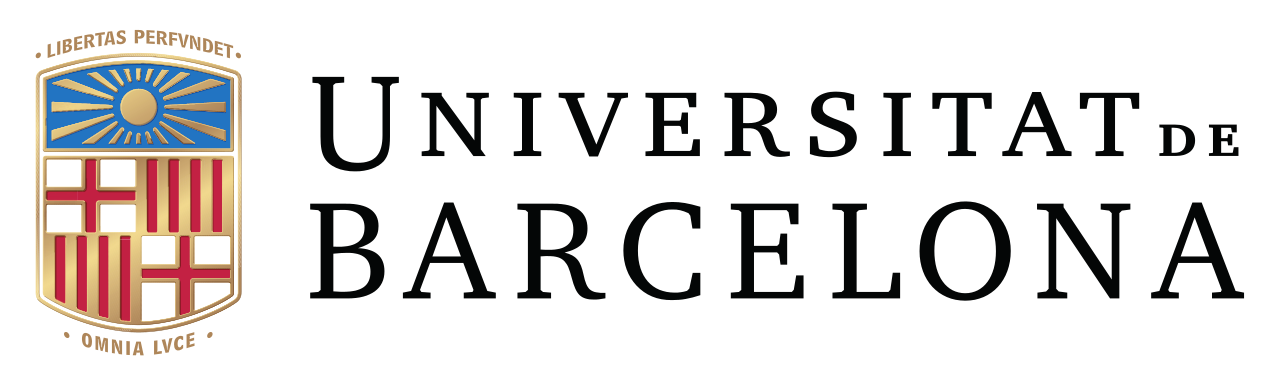 · LIBERTAS PERFVNDET ·
· OMNIA LVCE ·
UNIVERSITAT DE
BARCELONA